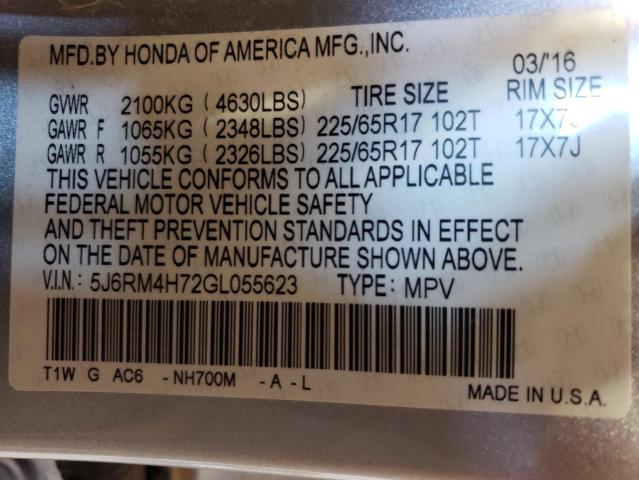 MFD.BY HONDA OF AMERICA MFG.,INC.
03/'16
GVWR 2100KG ( 4630LBS) TIRE SIZE RIM SIZE
GAWR F 1065KG ( 2348LBS) 225/65R17 102T 17X7J
GAWR R 1055KG ( 2326LBS) 225/65R17 102T 17X7J
THIS VEHICLE CONFORMS TO ALL APPLICABLE
FEDERAL MOTOR VEHICLE SAFETY
AND THEFT PREVENTION STANDARDS IN EFFECT
ON THE DATE OF MANUFACTURE SHOWN ABOVE.
V.I.N.: 5J6RM4H72GL055623 TYPE: MPV
T1W G AC6 -NH700M -A-L
MADE IN U.S.A.